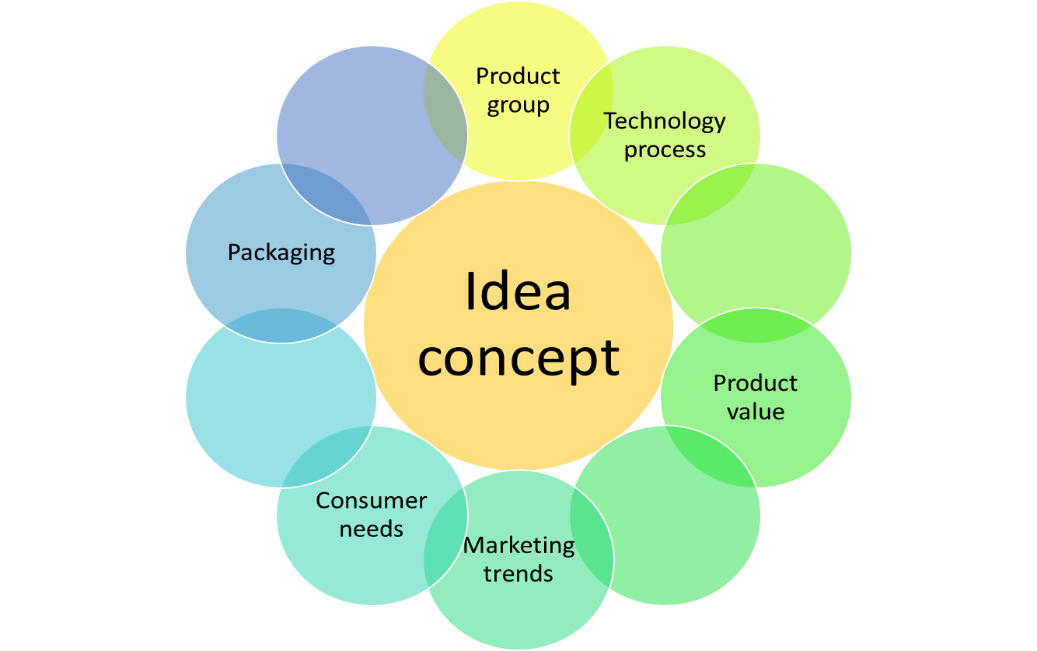 Product
group
Technology
process
Packaging
Idea
concept
Product
value
Consumer
needs
Marketing
trends